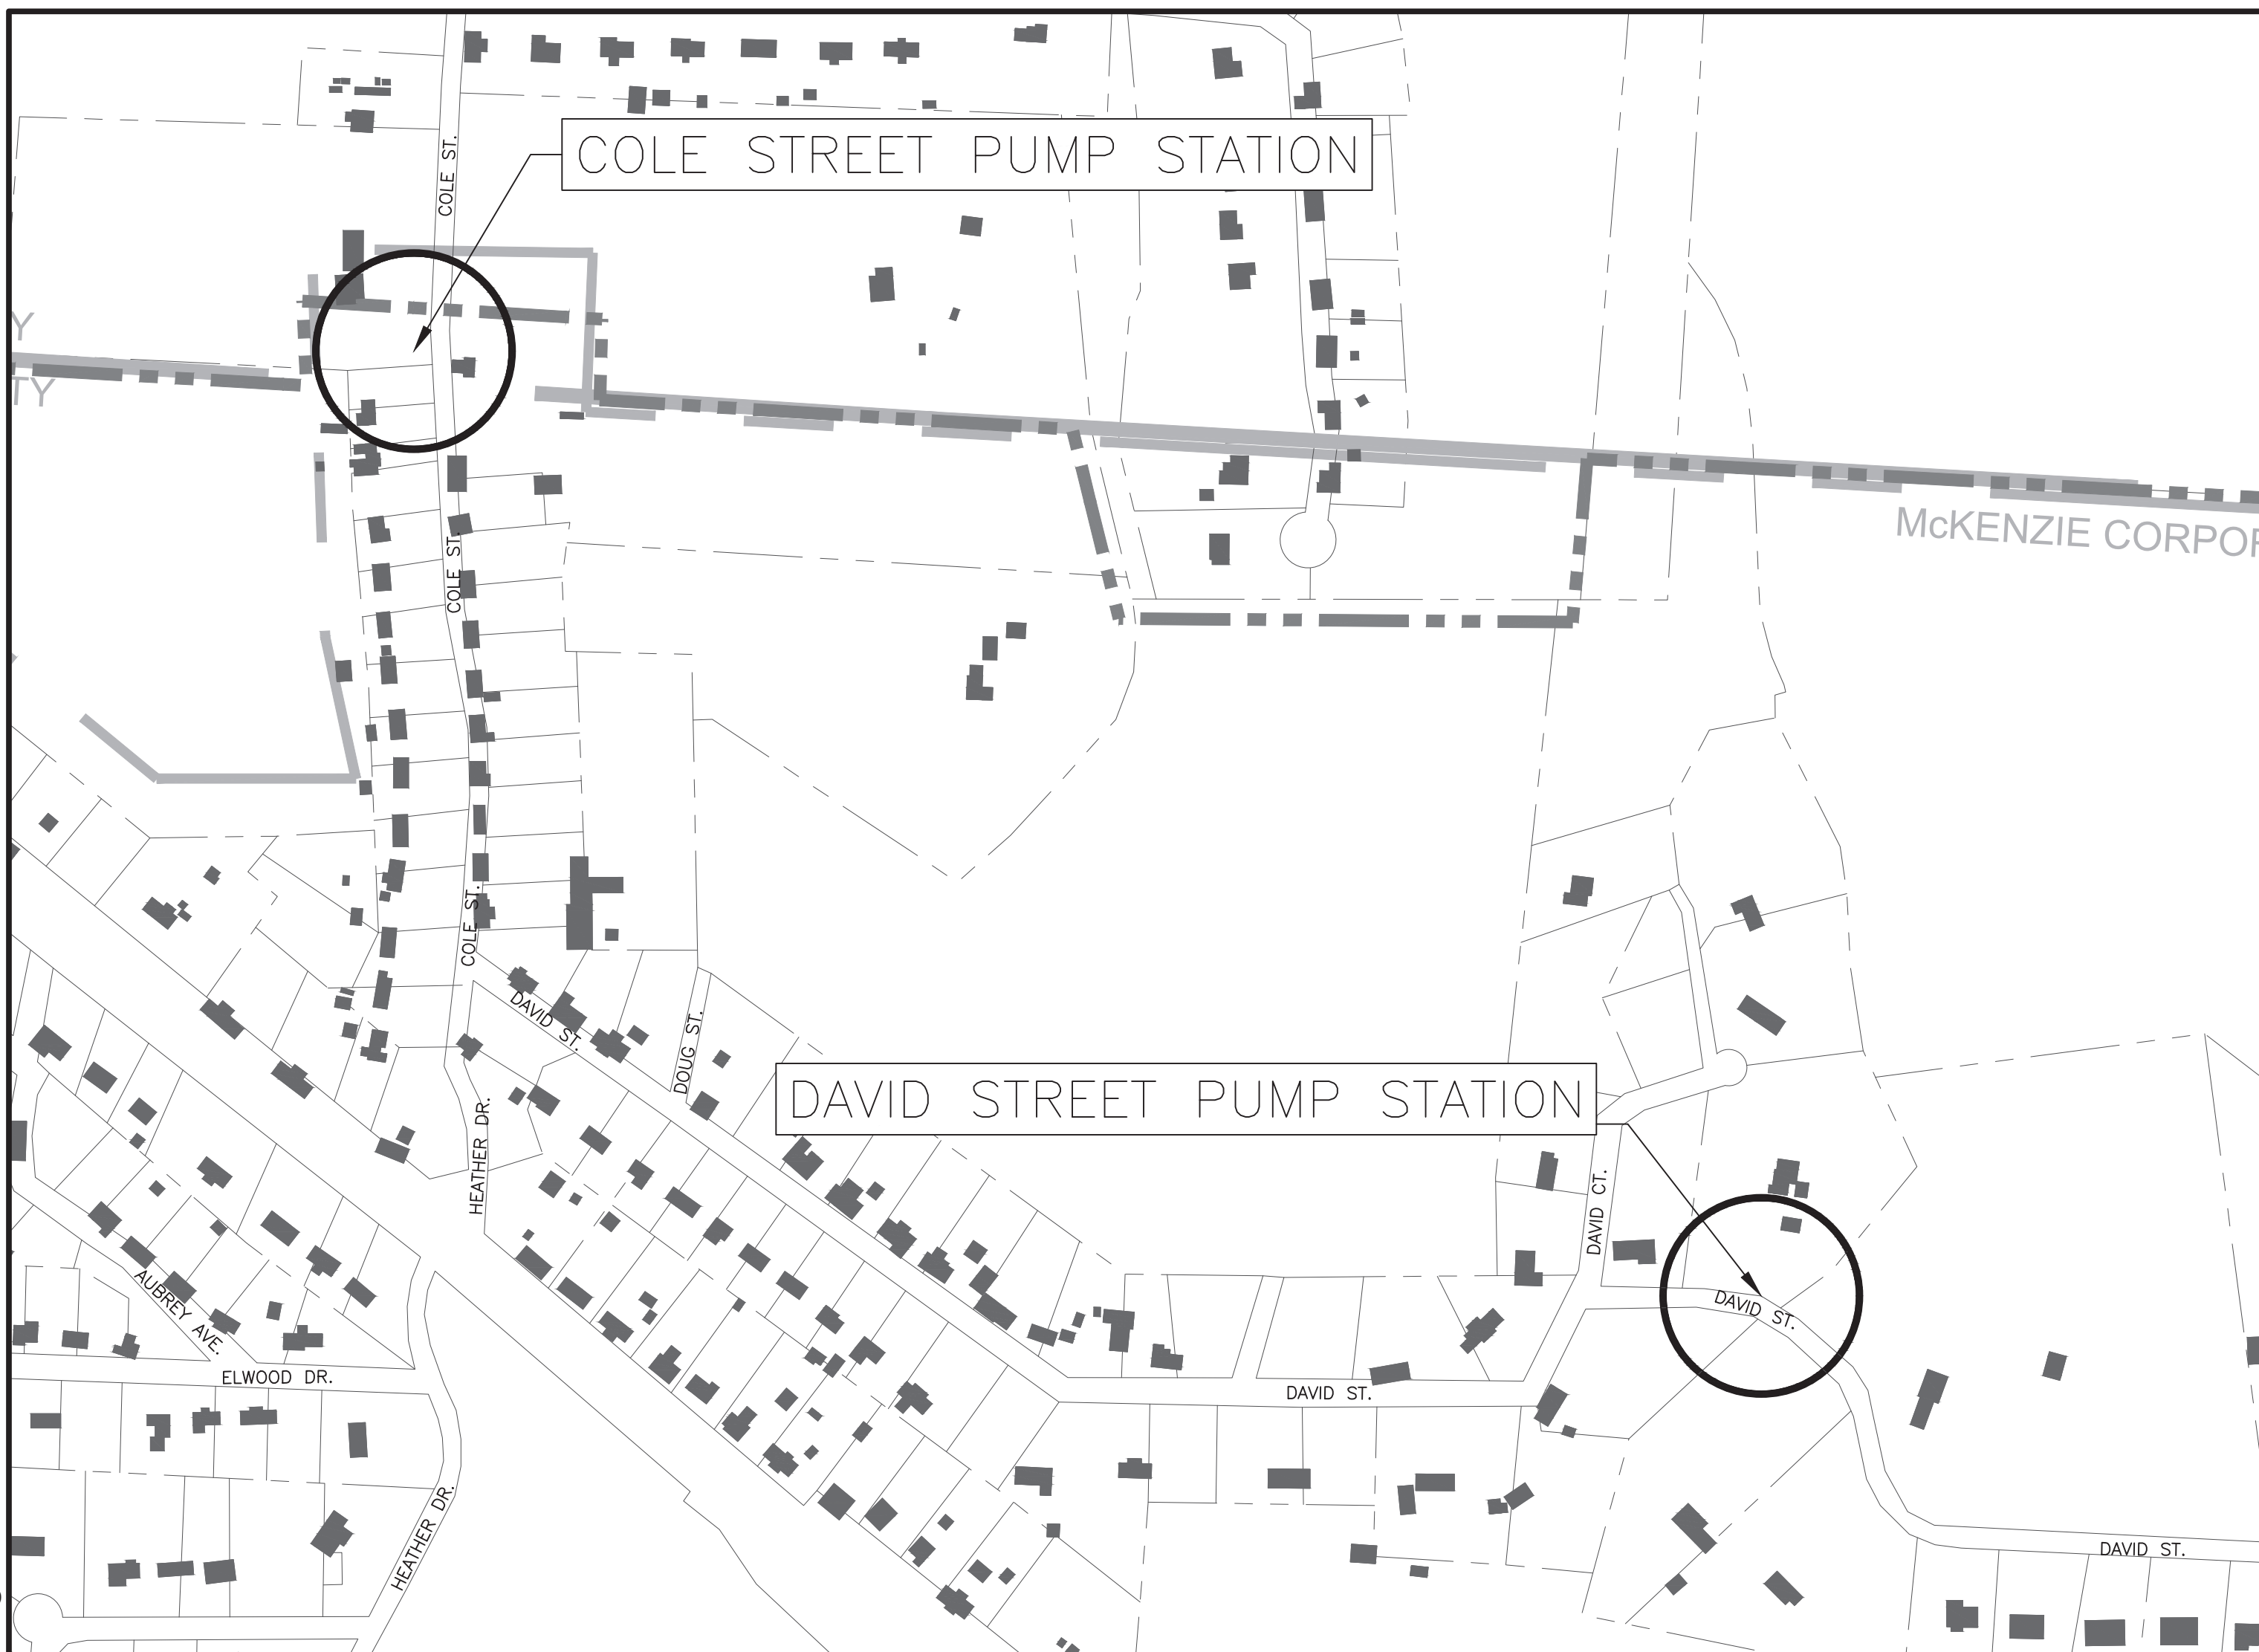 COLE ST.
COLE STREET PUMP STATION
Y
TY
McKENZIE CORPOR
COLE ST.
COLE ST.
DAVID ST.
DOUG ST.
DAVID STREET PUMP STATION
HEATHER DR.
DAVID CT.
AUBREY AVE.
DAVID ST.
ELWOOD DR.
DAVID ST.
HEATHER DR.
DAVID ST.